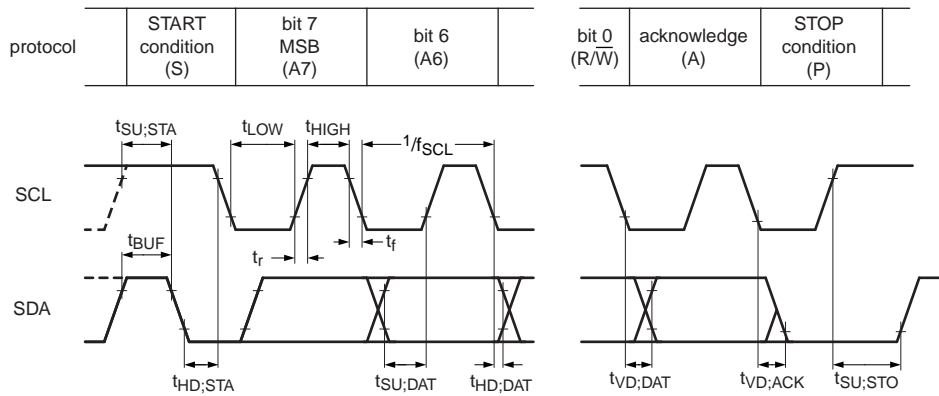 protocol
START
condition
(S)
bit 7
MSB
(A7)
bit 6
(A6)
bit 0
(R/W)
acknowledge
(A)
STOP
condition
(P)
tSU;STA
tLOW
tHIGH
1/fSCL
SCL
tBUF
tr
tf
SDA
tHD;STA
tSU;DAT
tHD;DAT
tVD;DAT
tVD;ACK
tSU;STO